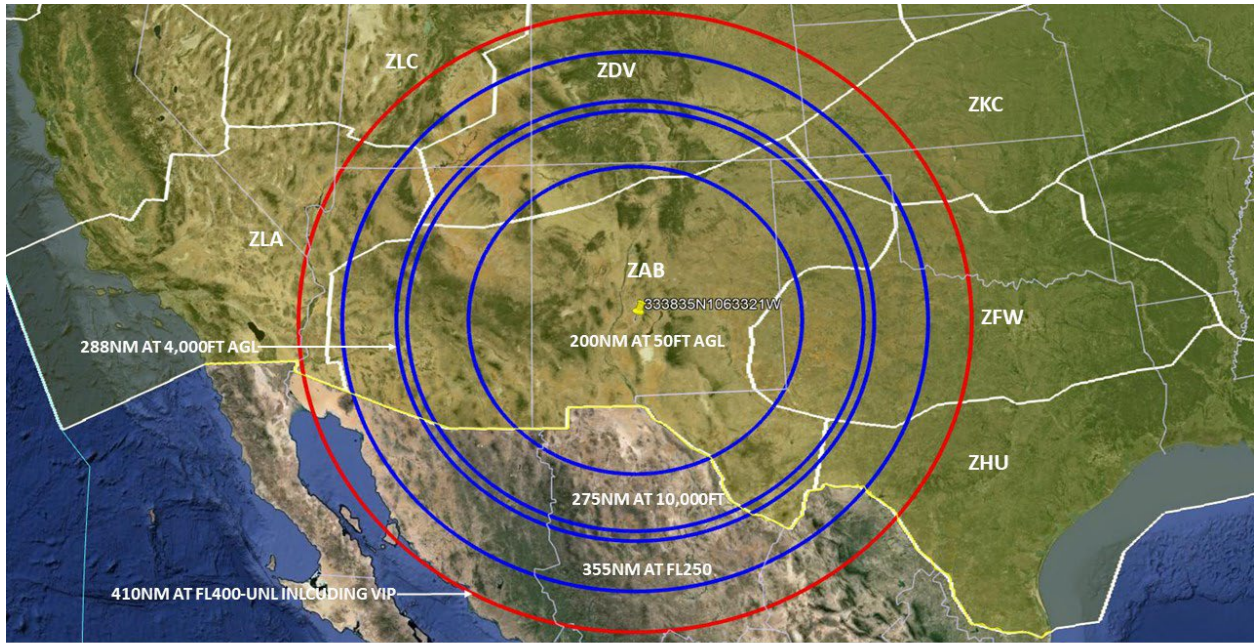 ZLC
ZDV
ZKC
ZLA
ZAB
333835N1063321W
ZFW
288NM AT 4,000FT AGL
200NM AT 50FT AGL
ZHU
275NM AT 10,000FT
355NM AT FL250
410NM AT FL400-UNL INLCUDING VIP